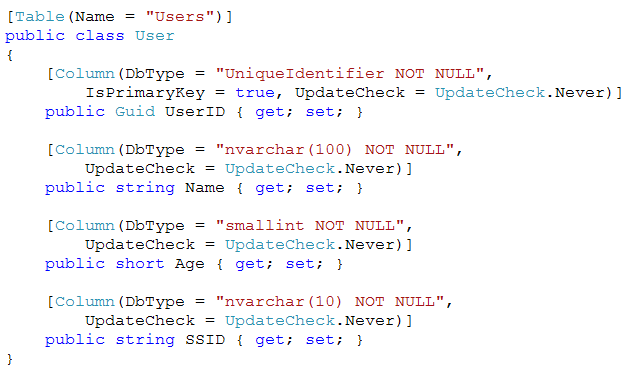 [Table(Name = "Users")]
public class User
{
    [Column(DbType = "UniqueIdentifier NOT NULL",
        IsPrimaryKey = true, UpdateCheck = UpdateCheck.Never)]
    public Guid UserID { get; set; }

    [Column(DbType = "nvarchar(100) NOT NULL",
        UpdateCheck = UpdateCheck.Never)]
    public string Name { get; set; }

    [Column(DbType = "smallint NOT NULL",
        UpdateCheck = UpdateCheck.Never)]
    public short Age { get; set; }

    [Column(DbType = "nvarchar(10) NOT NULL",
        UpdateCheck = UpdateCheck.Never)]
    public string SSID { get; set; }
}